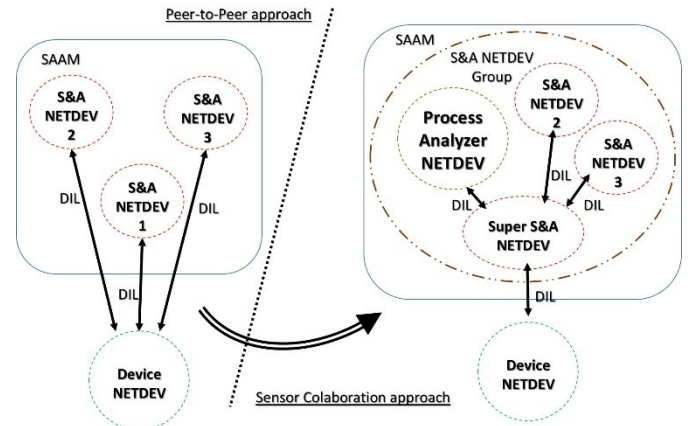 Peer-to-Peer approach
SAAM
S&A
NETDEV
2
S&A
NETDEV
3
S&A
NETDEV
1
DIL
DIL
DIL
Device
NETDEV
SAAM
S&A NETDEV
Group
Process
Analyzer
NETDEV
S&A
NETDEV
2
S&A
NETDEV
3
DIL
DIL
DIL
Super S&A
NETDEV
DIL
Device
NETDEV
Sensor Colaboration approach